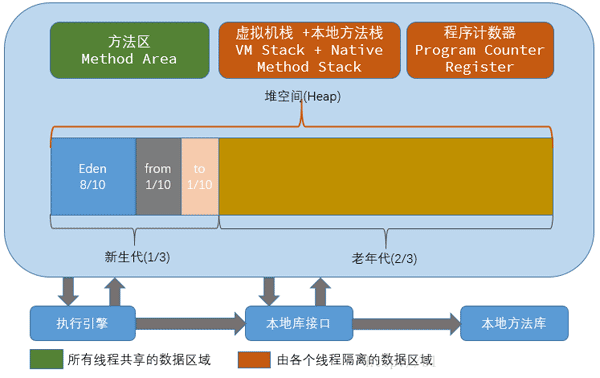 方法区
Method Area
虚拟机栈 +本地方法栈
VM Stack + Native
Method Stack
程序计数器
Program Counter
Register
堆空间(Heap)
Eden
8/10
from
1/10
to
1/10
新生代(1/3)
老年代(2/3)
执行引擎
本地库接口
本地方法库
所有线程共享的数据区域
由各个线程隔离的数据区域